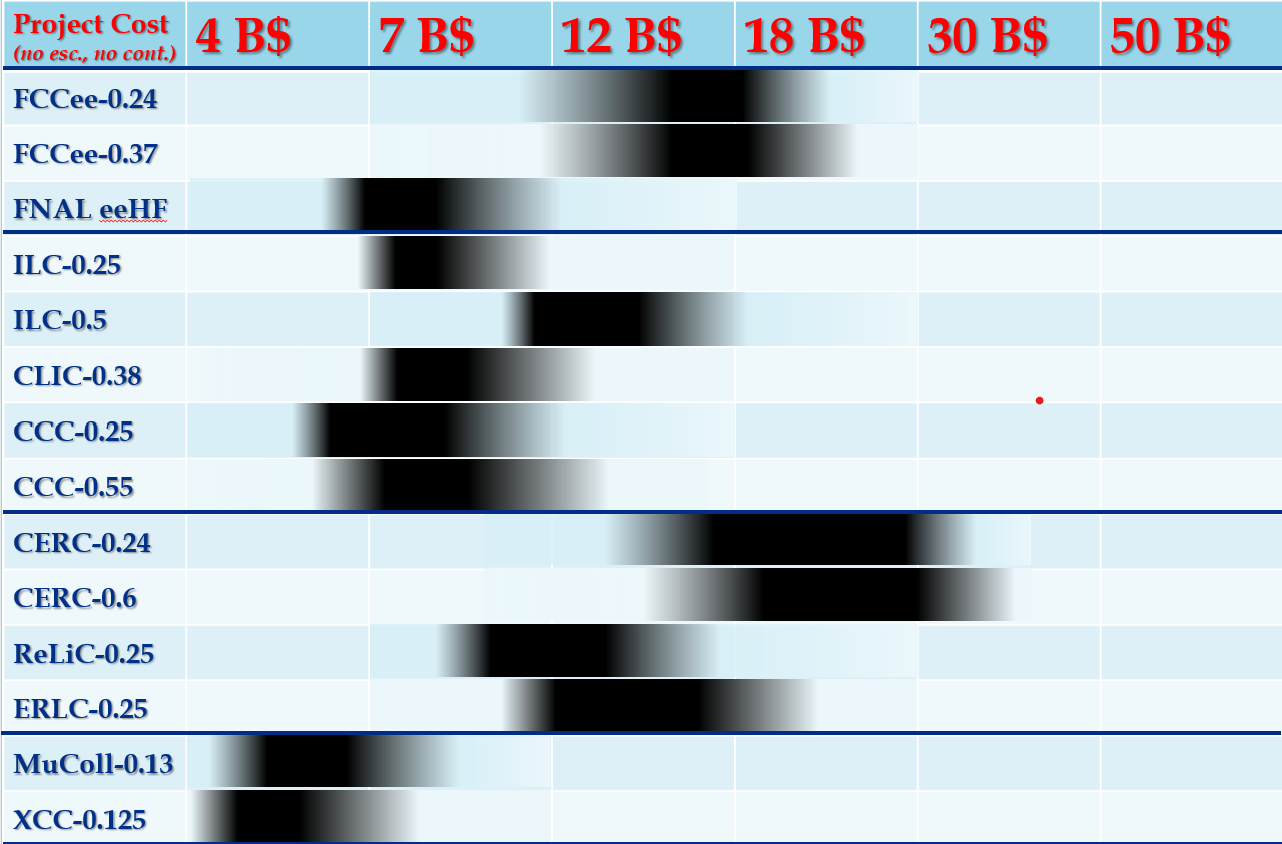 Project Cost 4 B$ 7 B$ 12 B$ 18 B$ 30 B$ 50 B$
(no esc., no cont.)
FCCee-0.24
FCCee-0.37
FNAL eeHF
ILC-0.25
ILC-0.5
CLIC-0.38
CCC-0.25
CCC-0.55
CERC-0.24
CERC-0.6
ReLiC-0.25
ERLC-0.25
MuColl-0.13
XCC-0.125